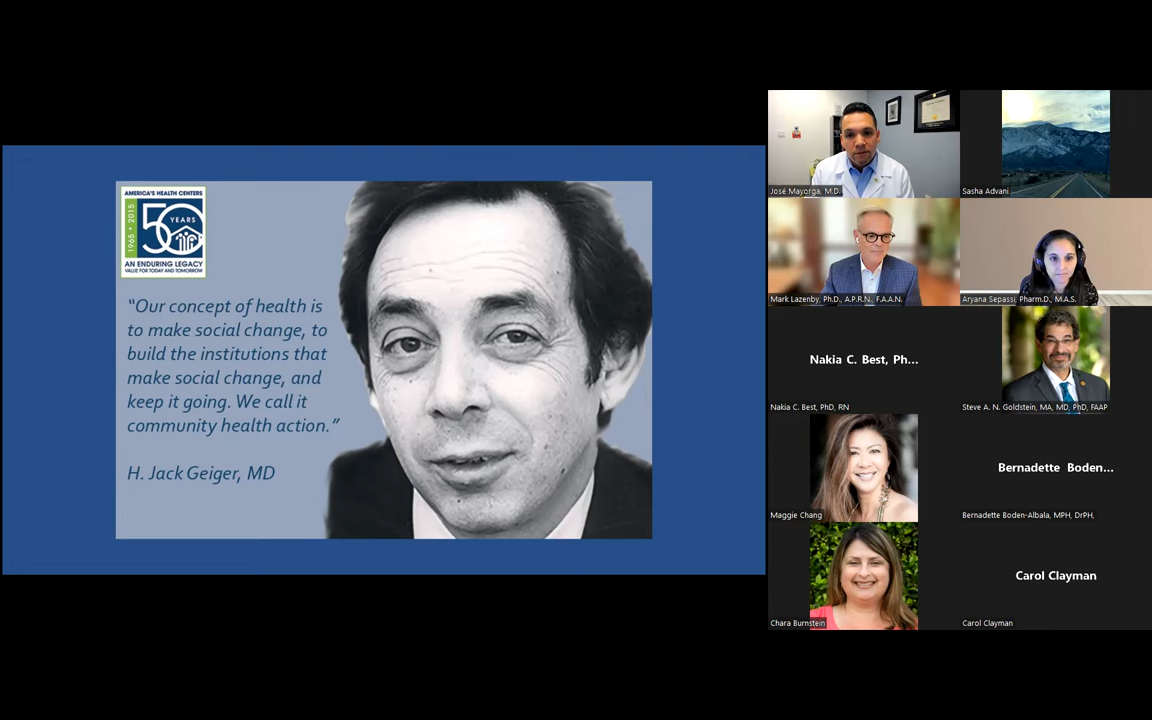 AMERICA'S HEALTH CENTERS
1965 • 2015
50
YEARS
AN ENDURING LEGACY
VALUE FOR TODAY AND TOMORROW
“Our concept of health is
to make social change, to
build the institutions that
make social change, and
keep it going. We call it
community health action.”
H. Jack Geiger, MD
José Mayorga, M.D.
Sasha Advani
Mark Lazenby, Ph.D., A.P.R.N., F.A.A.N.
Aryana Sepassi, Pharm.D., M.A.S.
Nakia C. Best, Ph...
Nakia C. Best, PhD, RN
Steve A. N. Goldstein, MA, MD, PhD, FAAP
Maggie Chang
Bernadette Boden...
Bernadette Boden-Albala, MPH, DrPH,
Chara Burnstein
Carol Clayman
Carol Clayman